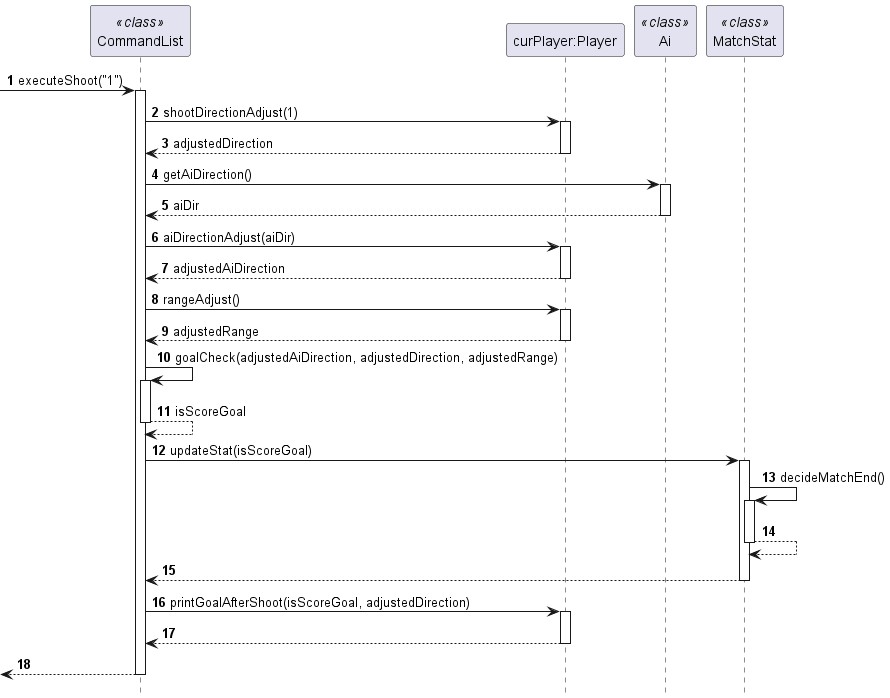 «class»
CommandList
curPlayer:Player
«class»
Ai
«class»
MatchStat
1 executeShoot("1")
2 shootDirectionAdjust(1)
3 adjustedDirection
4 getAiDirection()
5 aiDir
6 aiDirectionAdjust(aiDir)
7 adjustedAiDirection
8 rangeAdjust()
9 adjustedRange
10 goalCheck(adjustedAiDirection, adjustedDirection, adjustedRange)
11 isScoreGoal
12 updateStat(isScoreGoal)
13 decideMatchEnd()
14
15
16 printGoalAfterShoot(isScoreGoal, adjustedDirection)
17
18